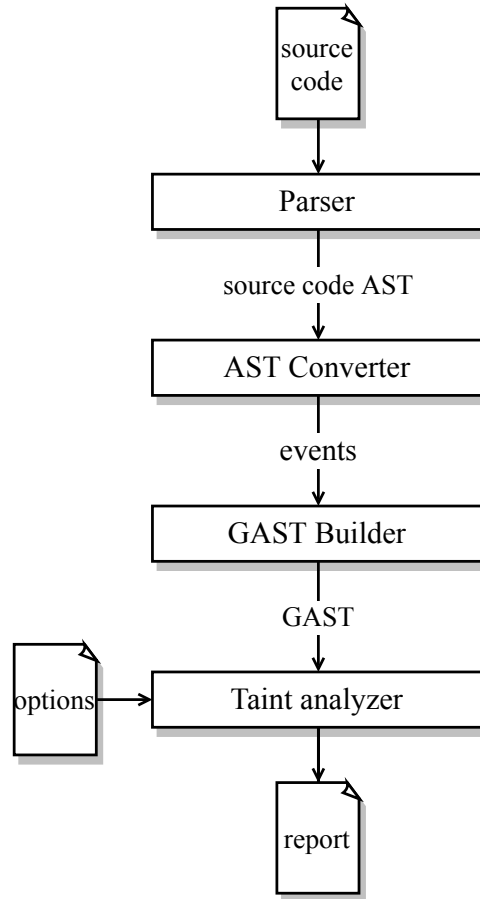 source
code
Parser
source code AST
AST Converter
events
GAST Builder
GAST
options
Taint analyzer
report